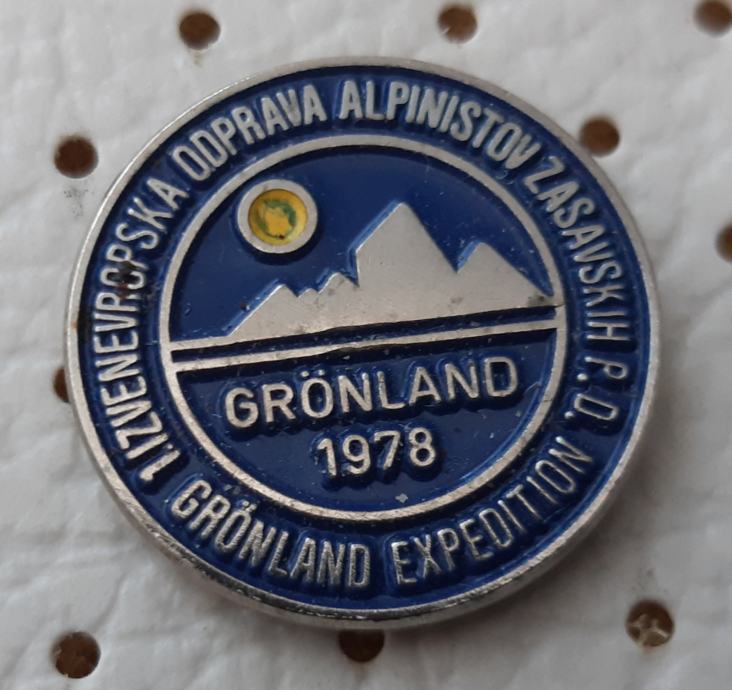 1. IZVENEVROPSKA ODPRAVA ALPINISTOV ZASAVSKIH P.D.
GRÖNLAND
1978
GRÖNLAND EXPEDITION